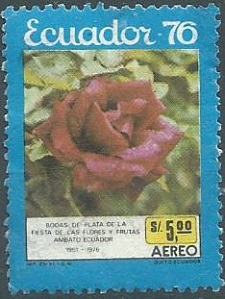 Ecuador 76
BODAS DE PLATA DE LA
FIESTA DE LAS FLORES Y FRUTAS
AMBATO ECUADOR
1951 - 1976
S/. 5,00
AEREO